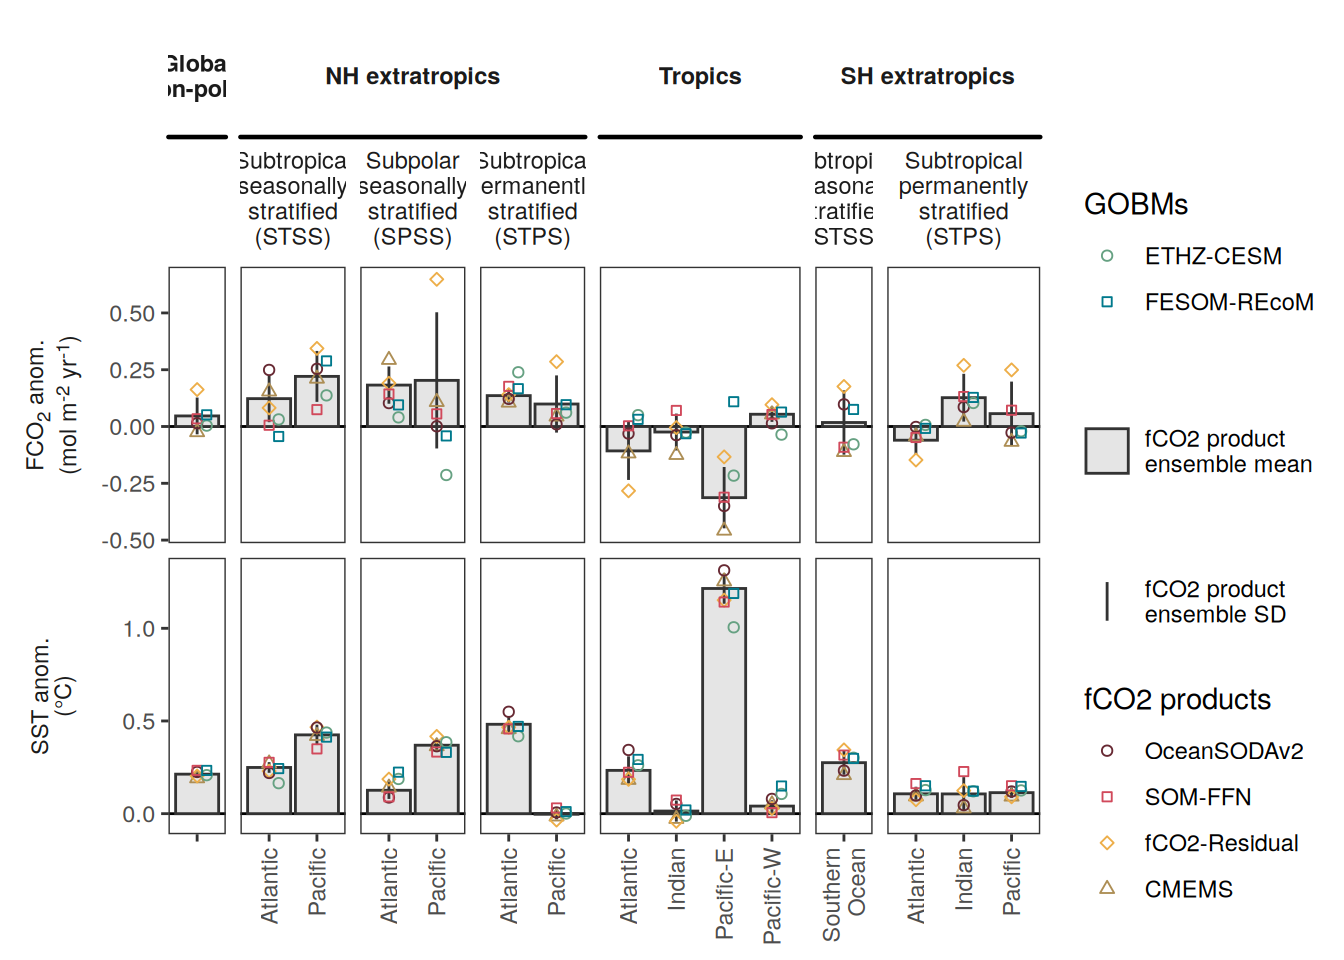 Globa
on-pol
NH extratropics
Tropics
SH extratropics
Subtropica
seasonally
stratified
(STSS)
Subpolar
seasonally
stratified
(SPSS)
Subtropica
ermanentl
stratified
(STPS)
btropi
asona
tratifie
STSS
Subtropical
permanently
stratified
(STPS)
FCO2 anom.
(mol m-2 yr-1)
0.50
0.25
0.00
-0.25
-0.50
SST anom.
(°C)
1.0
0.5
0.0
Atlantic
Pacific
Atlantic
Pacific
Atlantic
Pacific
Atlantic
Indian
Pacific-E
Pacific-W
Southern
Ocean
Atlantic
Indian
Pacific
GOBMs
ETHZ-CESM
FESOM-REcoM
fCO2 product
ensemble mean
fCO2 product
ensemble SD
fCO2 products
OceanSODAv2
SOM-FFN
fCO2-Residual
CMEMS